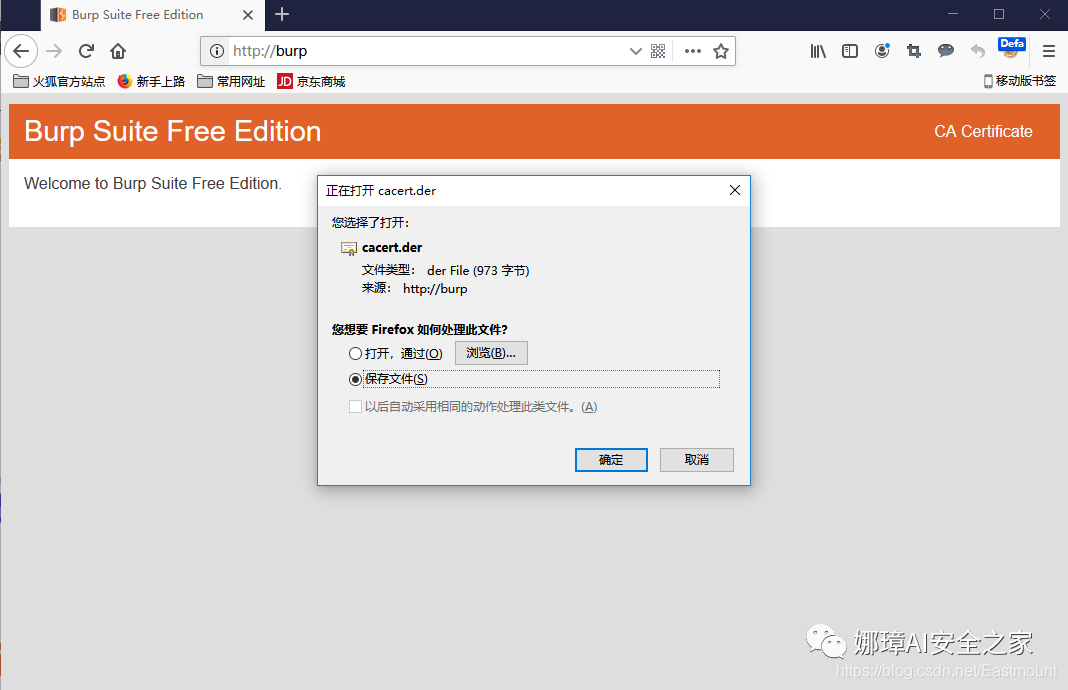 Burp Suite Free Edition
http://burp
Defa
火狐官方站点 新手上路 常用网址 JD 京东商城 移动版书签
Burp Suite Free Edition
CA Certificate
Welcome to Burp Suite Free Edition.
正在打开 cacert.der
您选择了打开:
cacert.der
文件类型: der File (973 字节)
来源: http://burp
您想要 Firefox 如何处理此文件?
打开，通过(O) 浏览(B)...
保存文件(S)
以后自动采用相同的动作处理此类文件。(A)
确定 取消
娜璋AI安全之家
https://blog.csdn.net/Eastmount